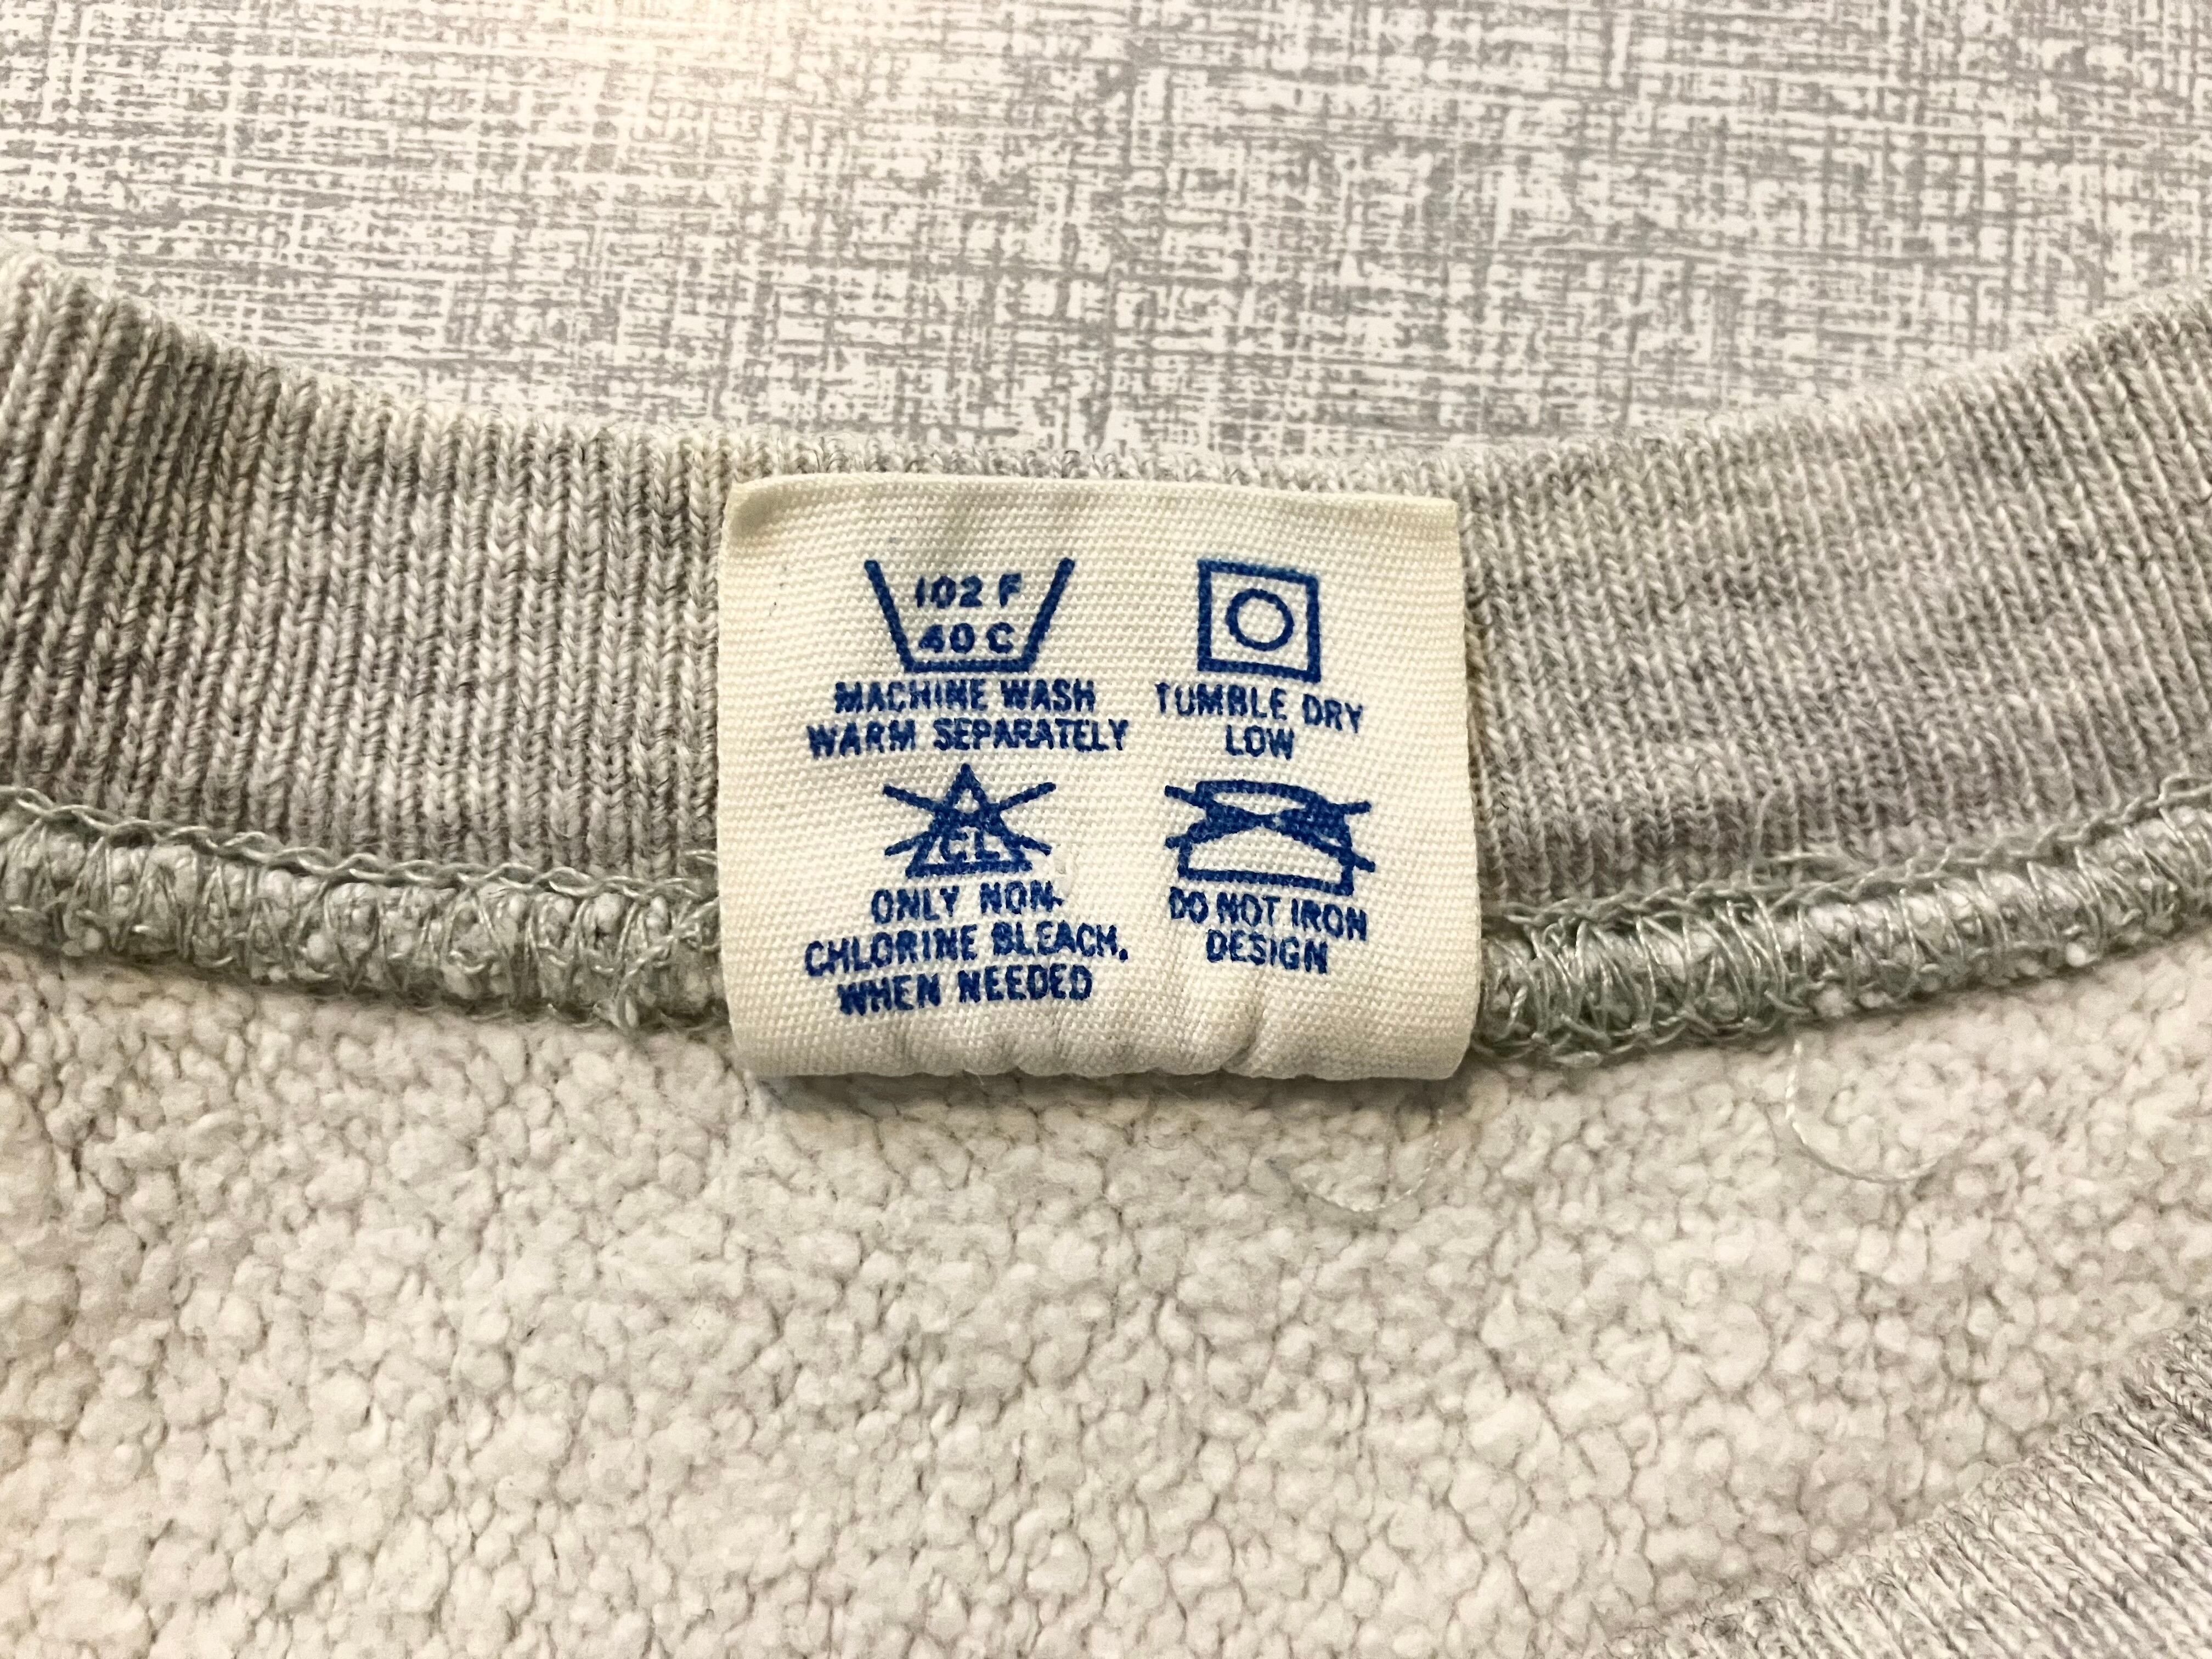 102 F
40 C
MACHINE WASH
WARM SEPARATELY
TUMBLE DRY
LOW
CL
ONLY NON-
CHLORINE BLEACH,
WHEN NEEDED
DO NOT IRON
DESIGN